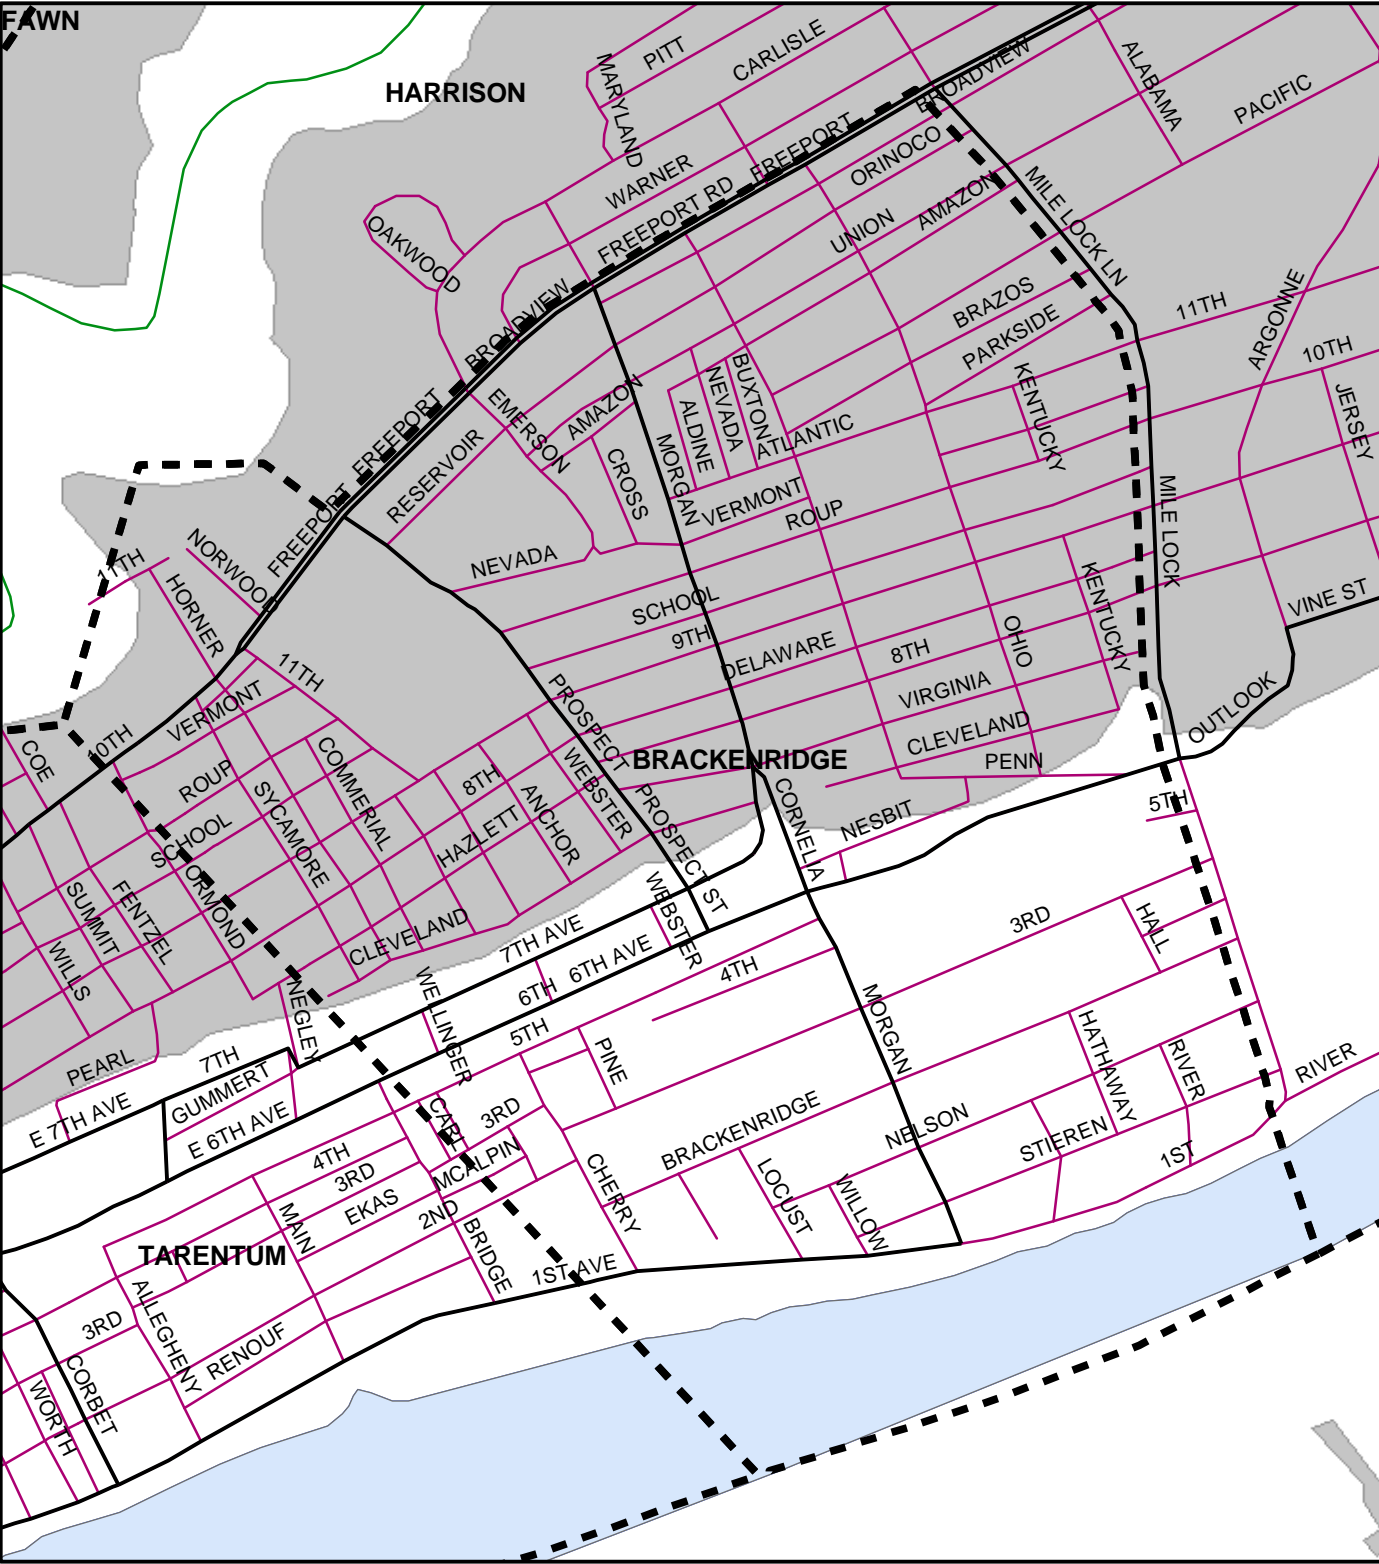 FAWN
HARRISON
PITT
CARLISLE
MARYLAND
BROADVIEW
ALABAMA
PACIFIC
WARNER
FREEPORT
ORINOCO
FREEPORT RD
UNION
AMAZON
MILE LOCK LN
OAKWOOD
BROADVIEW
BRAZOS
PARKSIDE
11TH
ARGONNE
10TH
JERSEY
FREEPORT
EMERSON
AMAZON
BUXTON
NEVADA
ALDINE
ATLANTIC
KENTUCKY
RESERVOIR
CROSS
MORGAN
VERMONT
ROUP
MILE LOCK
FREEPORT
NORWOOD
11TH
HORNER
NEVADA
SCHOOL
9TH
DELAWARE
8TH
OHIO
KENTUCKY
VINE ST
VIRGINIA
CLEVELAND
PENN
OUTLOOK
11TH
VERMONT
10TH
COE
ROUP
SCHOOL
SYCAMORE
COMMERIAL
8TH
HAZLETT
ANCHOR
WEBSTER
PROSPECT
BRACKENRIDGE
PROSPECT ST
CORNELIA
NESBIT
5TH
SUMMIT
FENTZEL
ORMOND
WILLS
CLEVELAND
7TH AVE
WEBSTER
6TH AVE
6TH
4TH
3RD
HALL
NEGLEY
WELLINGER
5TH
PINE
MORGAN
HATHAWAY
RIVER
RIVER
PEARL
7TH
GUMMERT
E 7TH AVE
E 6TH AVE
CARL
3RD
MCALPIN
BRACKENRIDGE
NELSON
STIEREN
1ST
4TH
3RD
EKAS
2ND
CHERRY
LOCUST
WILLOW
MAIN
BRIDGE
TARENTUM
1ST AVE
ALLEGHENY
3RD
RENOUF
CORBET
WORTH